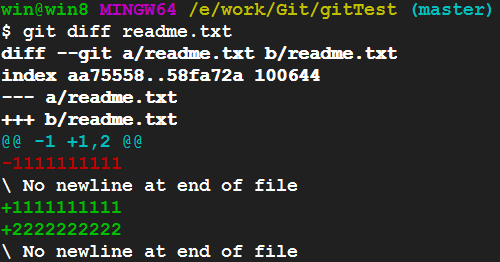 win@win8 MINGW64 /e/work/Git/gitTest (master)
$ git diff readme.txt
diff --git a/readme.txt b/readme.txt
index aa75558..58fa72a 100644
--- a/readme.txt
+++ b/readme.txt
@@ -1 +1,2 @@
-1111111111
\ No newline at end of file
+1111111111
+2222222222
\ No newline at end of file